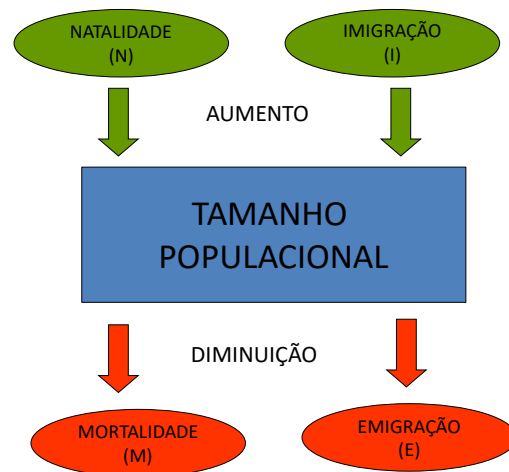 NATALIDADE
(N)
IMIGRAÇÃO
(I)
AUMENTO
TAMANHO
POPULACIONAL
DIMINUIÇÃO
MORTALIDADE
(M)
EMIGRAÇÃO
(E)